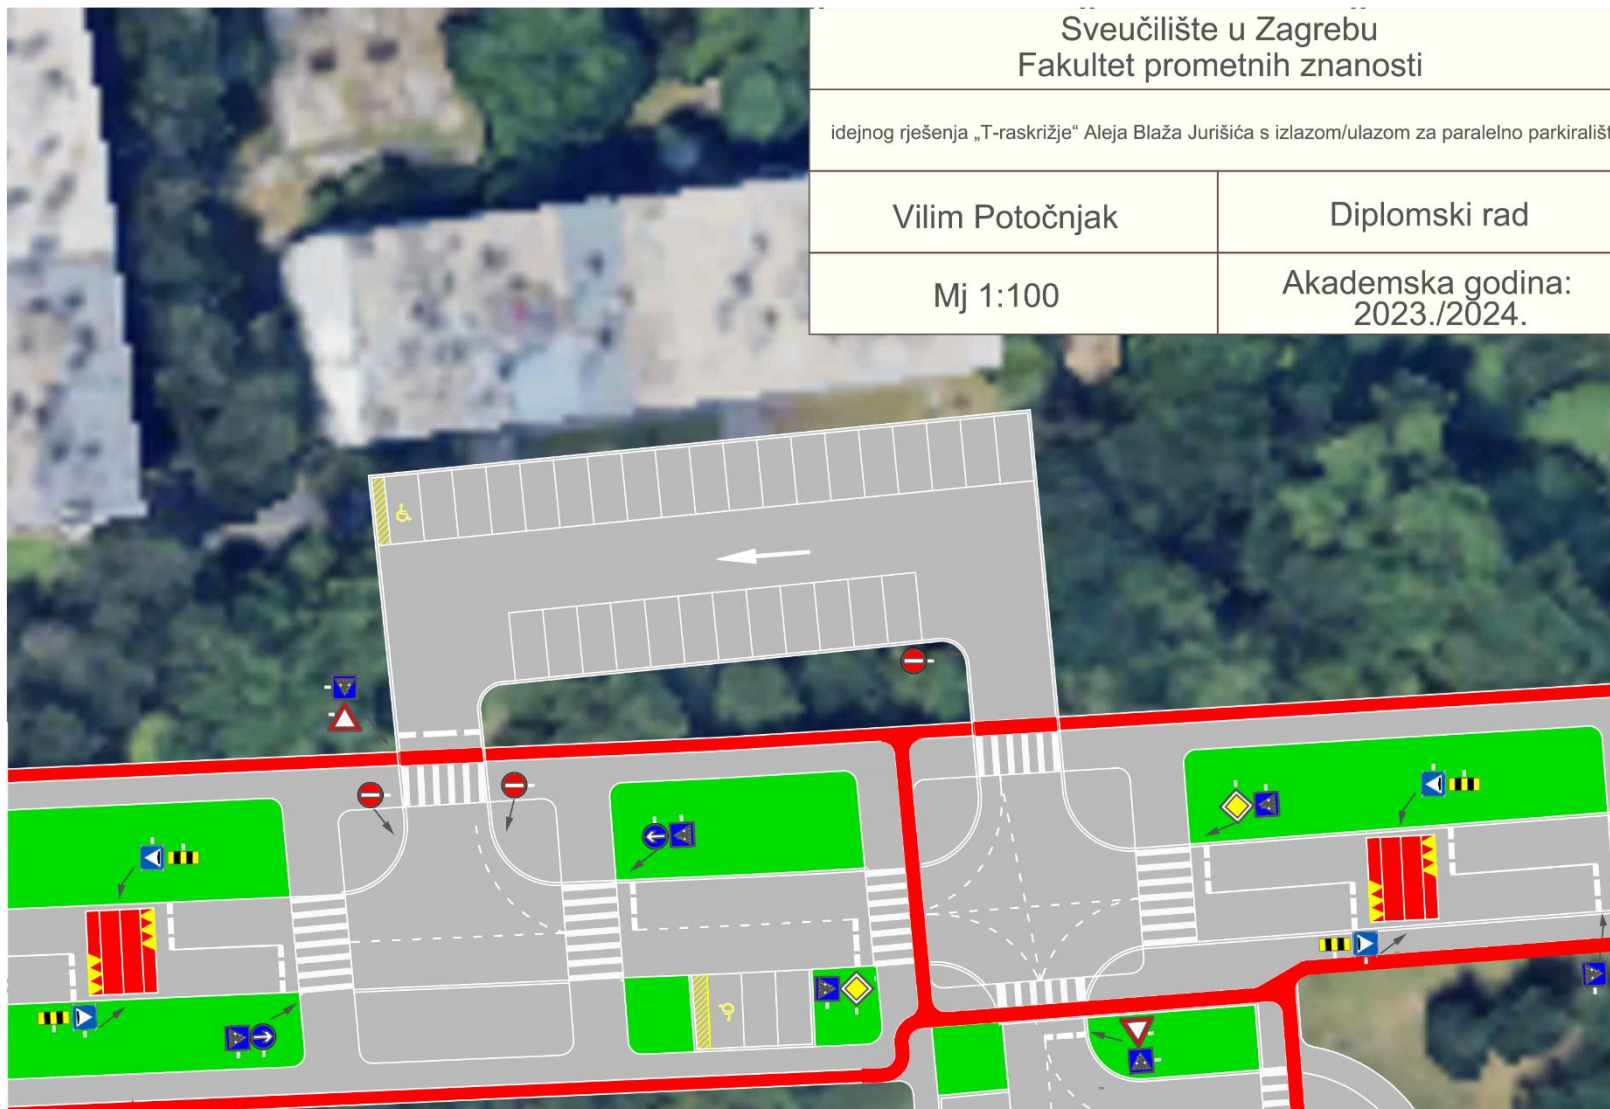 Sveučilište u Zagrebu
Fakultet prometnih znanosti
idejnog rješenja „T-raskrižje“ Aleja Blaža Jurišića s izlazom/ulazom za paralelno parkirališt
Vilim Potočnjak
Diplomski rad
Mj 1:100
Akademska godina:
2023./2024.